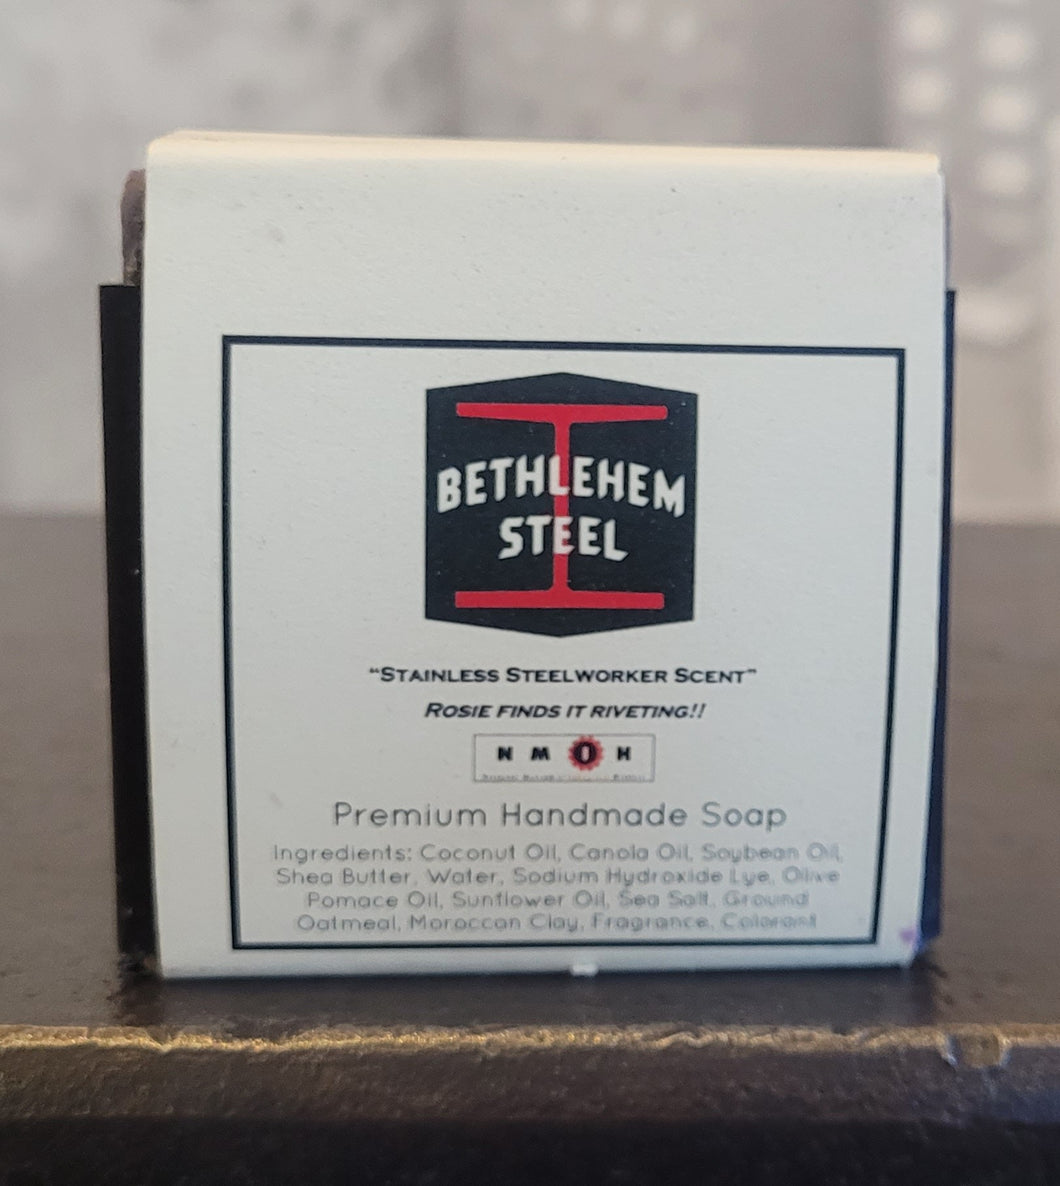 BETHLEHEM
STEEL
"STAINLESS STEELWORKER SCENT"
ROSIE FINDS IT RIVETING!!
N M O H
Premium Handmade Soap
Ingredients: Coconut Oil, Canola Oil, Soybean Oil,
Shea Butter, Water, Sodium Hydroxide Lye, Olive
Pomace Oil, Sunflower Oil, Sea Salt, Ground
Oatmeal, Moroccan Clay, Fragrance, Colorant